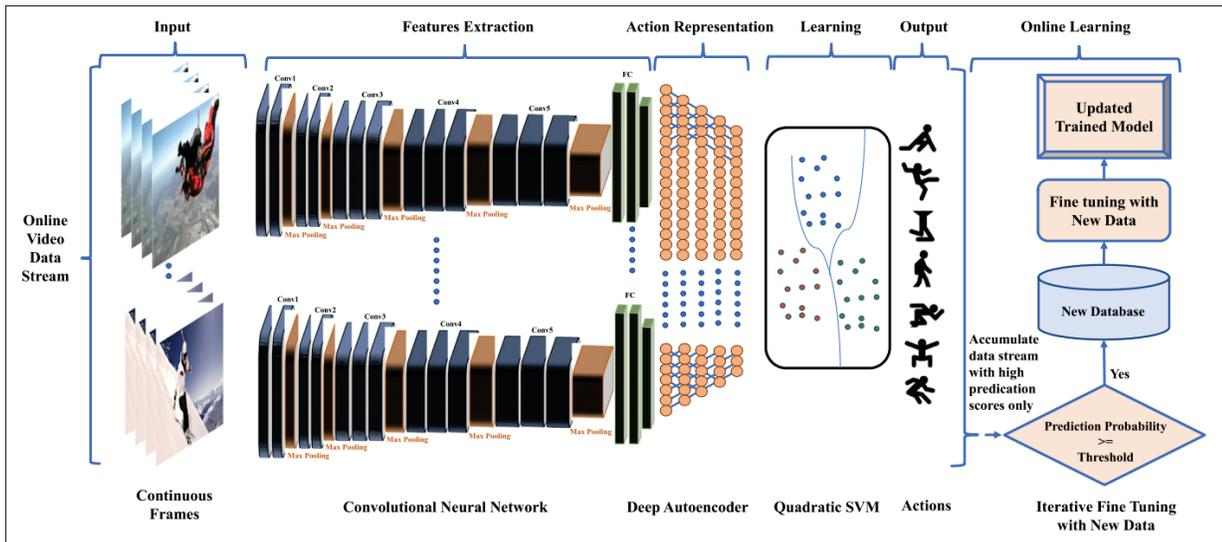 Input
Features Extraction
Action Representation
Learning
Output
Online Learning
Online
Video
Data
Stream
Conv1
Conv2
Conv3
Conv4
Conv5
FC
Max Pooling
Max Pooling
Max Pooling
Max Pooling
Max Pooling
Conv1
Conv2
Conv3
Conv4
Conv5
FC
Max Pooling
Max Pooling
Max Pooling
Max Pooling
Max Pooling
Updated
Trained Model
Fine tuning with
New Data
New Database
Accumulate
data stream
with high
predication
scores only
Yes
Prediction Probability
>=
Threshold
Continuous
Frames
Convolutional Neural Network
Deep Autoencoder
Quadratic SVM
Actions
Iterative Fine Tuning
with New Data